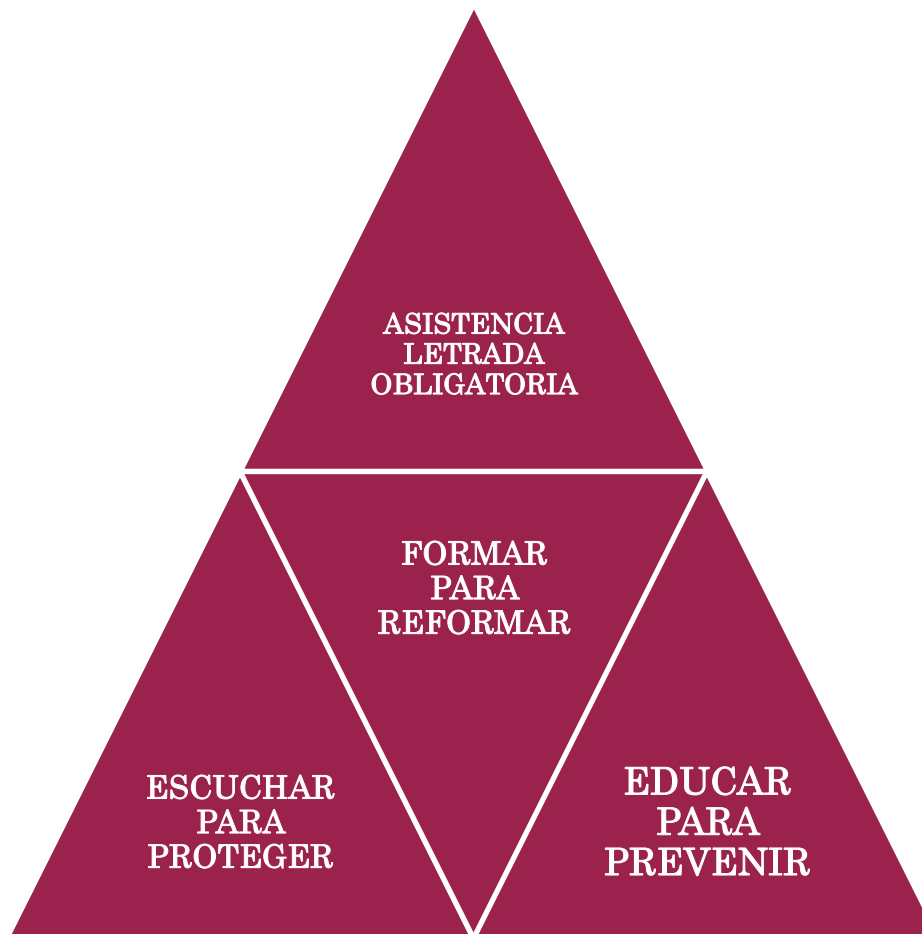 ASISTENCIA
LETRADA
OBLIGATORIA
FORMAR
PARA
REFORMAR
ESCUCHAR
PARA
PROTEGER
EDUCAR
PARA
PREVENIR